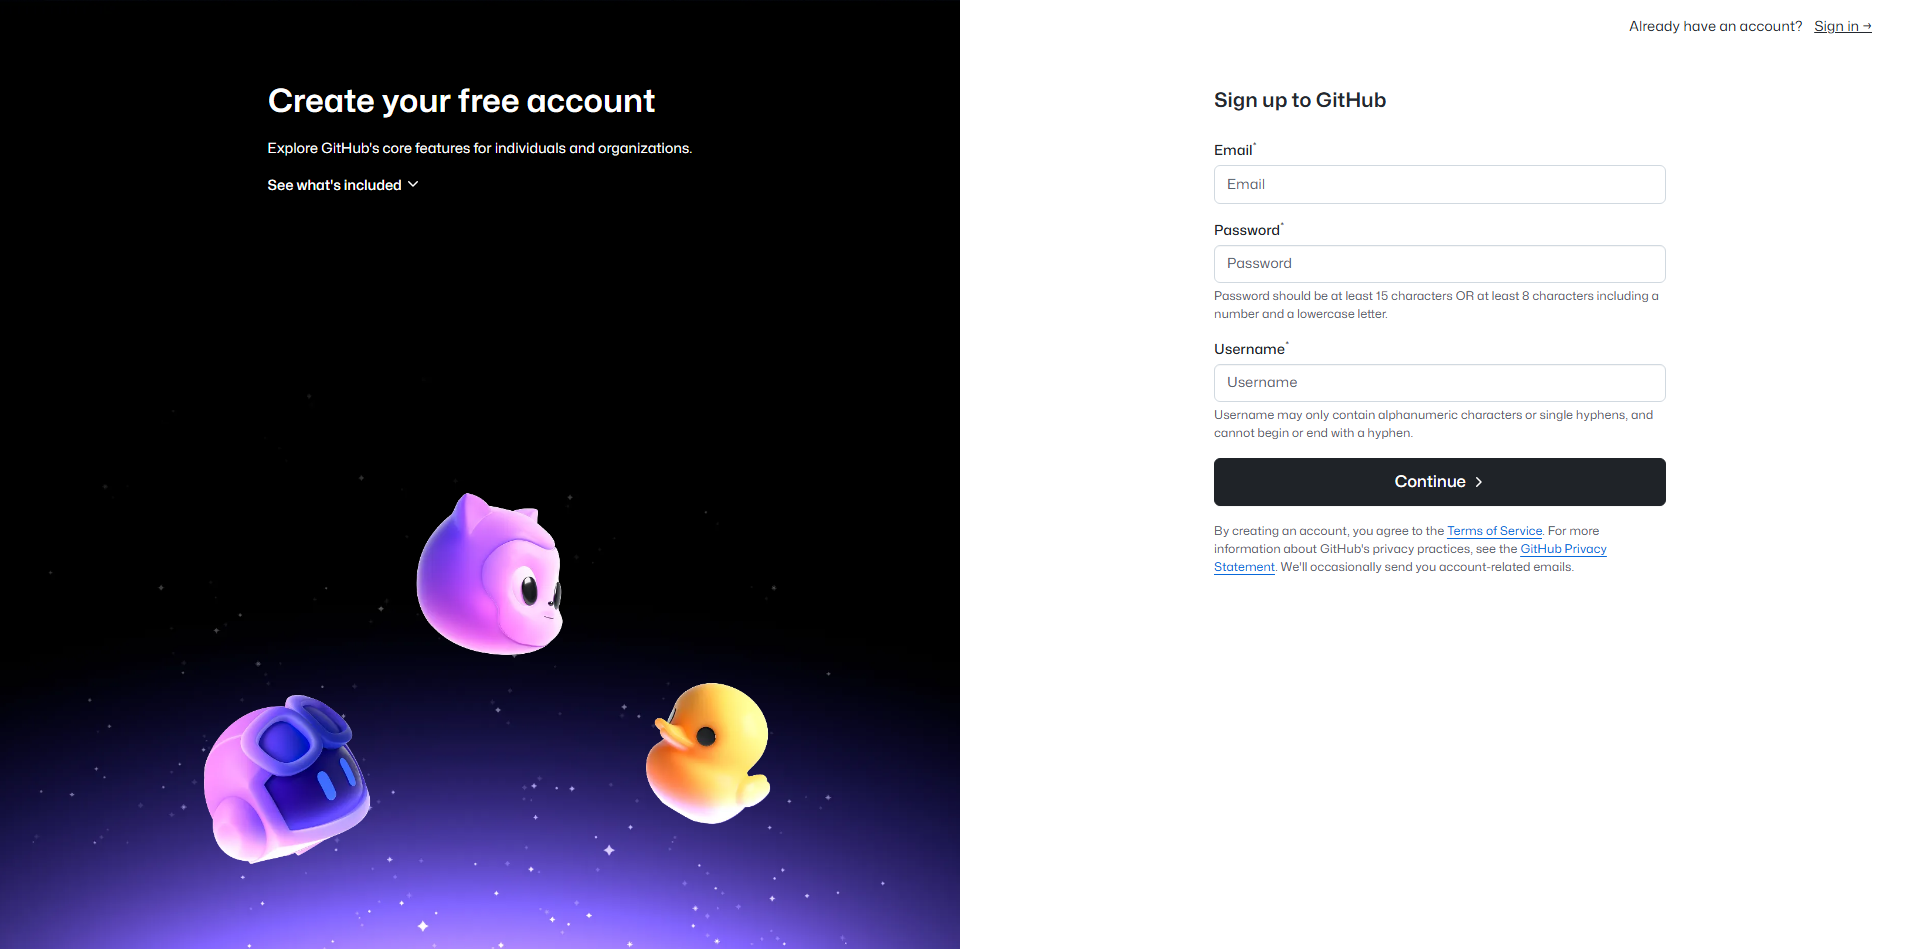 Already have an account? Sign in →
Create your free account
Explore GitHub's core features for individuals and organizations.
See what's included
Sign up to GitHub
Email*
Email
Password*
Password
Password should be at least 15 characters OR at least 8 characters including a
number and a lowercase letter.
Username*
Username
Username may only contain alphanumeric characters or single hyphens, and
cannot begin or end with a hyphen.
Continue
By creating an account, you agree to the Terms of Service. For more
information about GitHub's privacy practices, see the GitHub Privacy
Statement. We'll occasionally send you account-related emails.